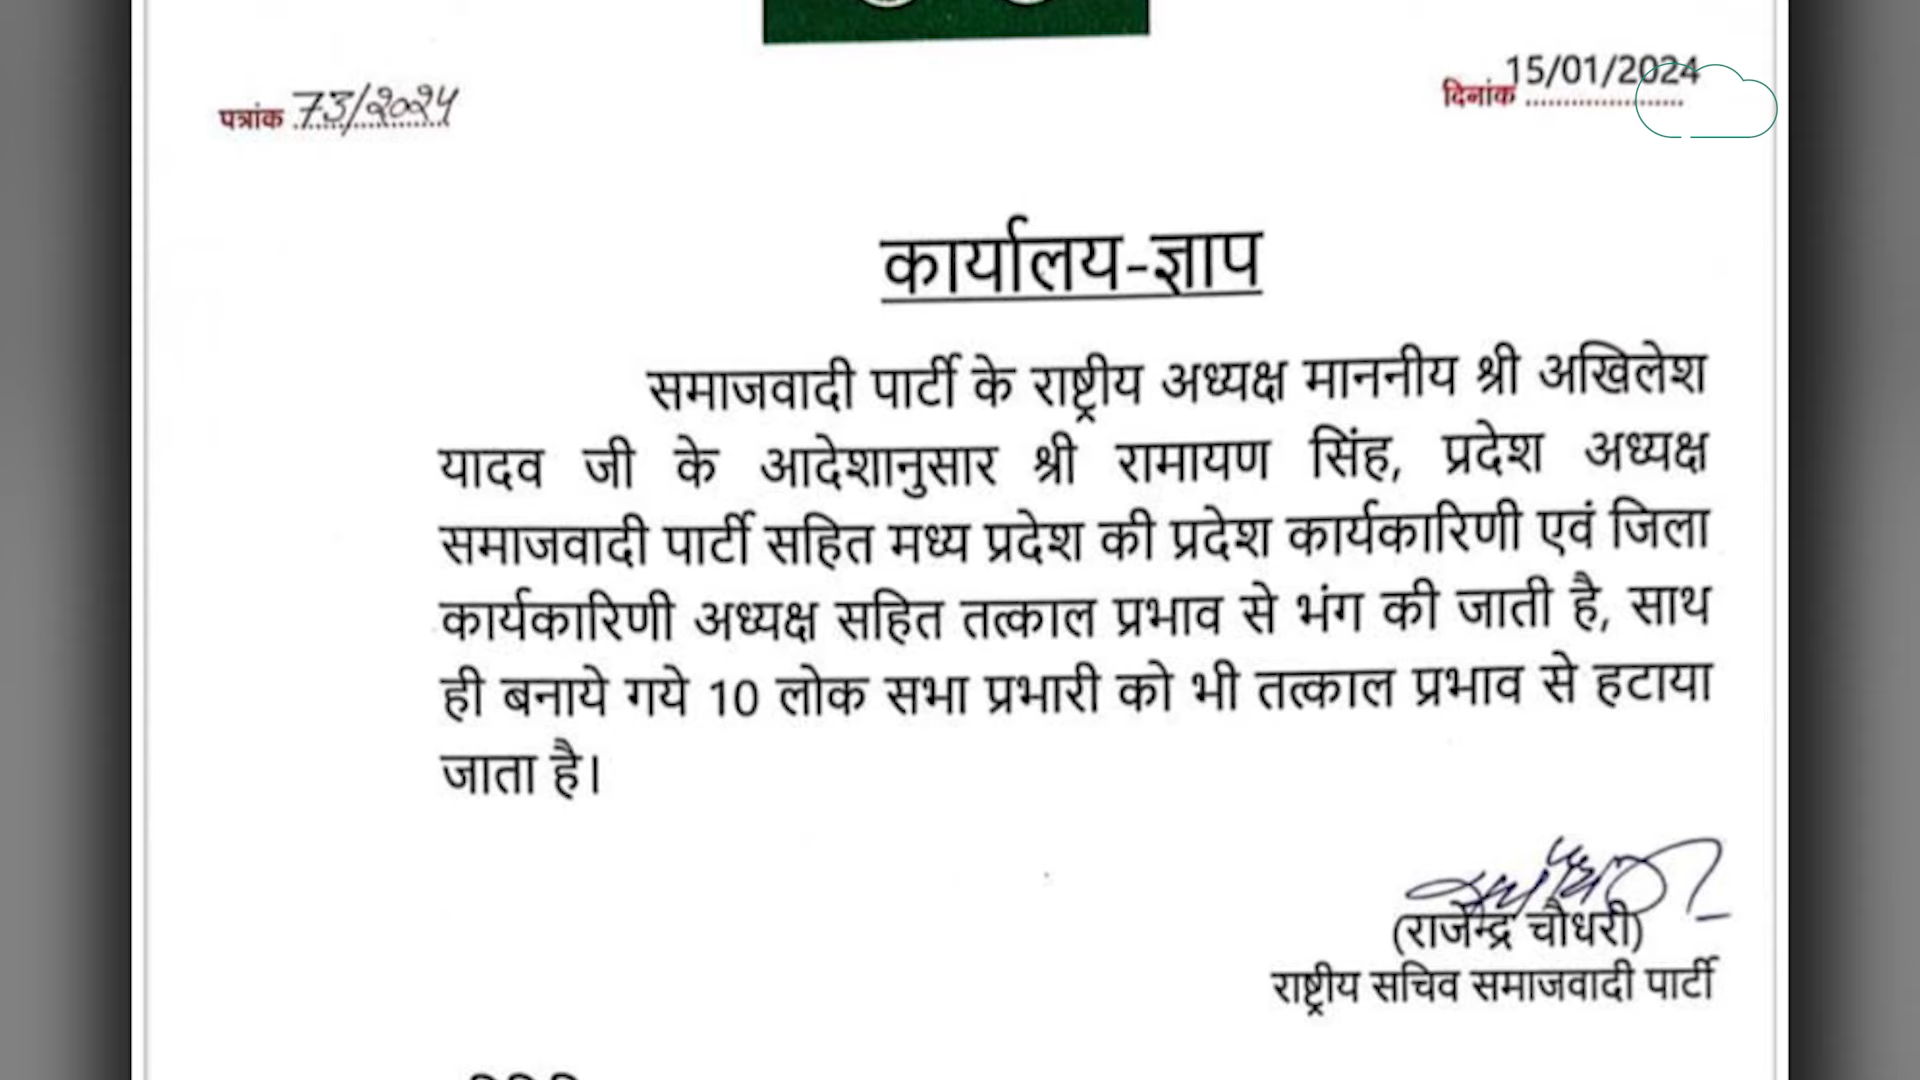 15/01/2024
पत्रांक 73/2024
दिनांक
कार्यालय-ज्ञाप
समाजवादी पार्टी के राष्ट्रीय अध्यक्ष माननीय श्री अखिलेश
यादव जी के आदेशानुसार श्री रामायण सिंह, प्रदेश अध्यक्ष
समाजवादी पार्टी सहित मध्य प्रदेश की प्रदेश कार्यकारिणी एवं जिला
कार्यकारिणी अध्यक्ष सहित तत्काल प्रभाव से भंग की जाती है, साथ
ही बनाये गये 10 लोक सभा प्रभारी को भी तत्काल प्रभाव से हटाया
जाता है।
(राजेन्द्र चौधरी)
राष्ट्रीय सचिव समाजवादी पार्टी